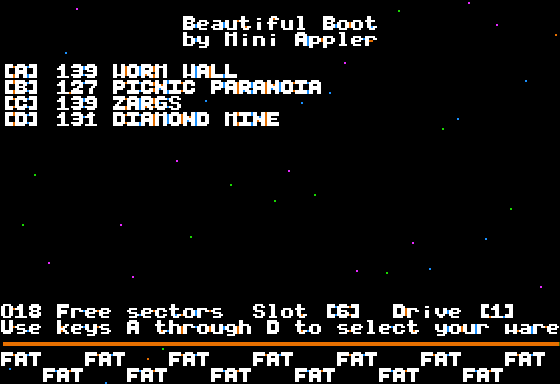 Beautiful Boot
by Mini Appler
[A] 139 WORM WALL
[B] 127 PICNIC PARANOIA
[C] 139 ZARGS
[D] 131 DIAMOND MINE
018 Free sectors Slot [6] Drive [1]
Use keys A through D to select your ware
FAT FAT FAT FAT FAT FAT FAT
FAT FAT FAT FAT FAT FAT